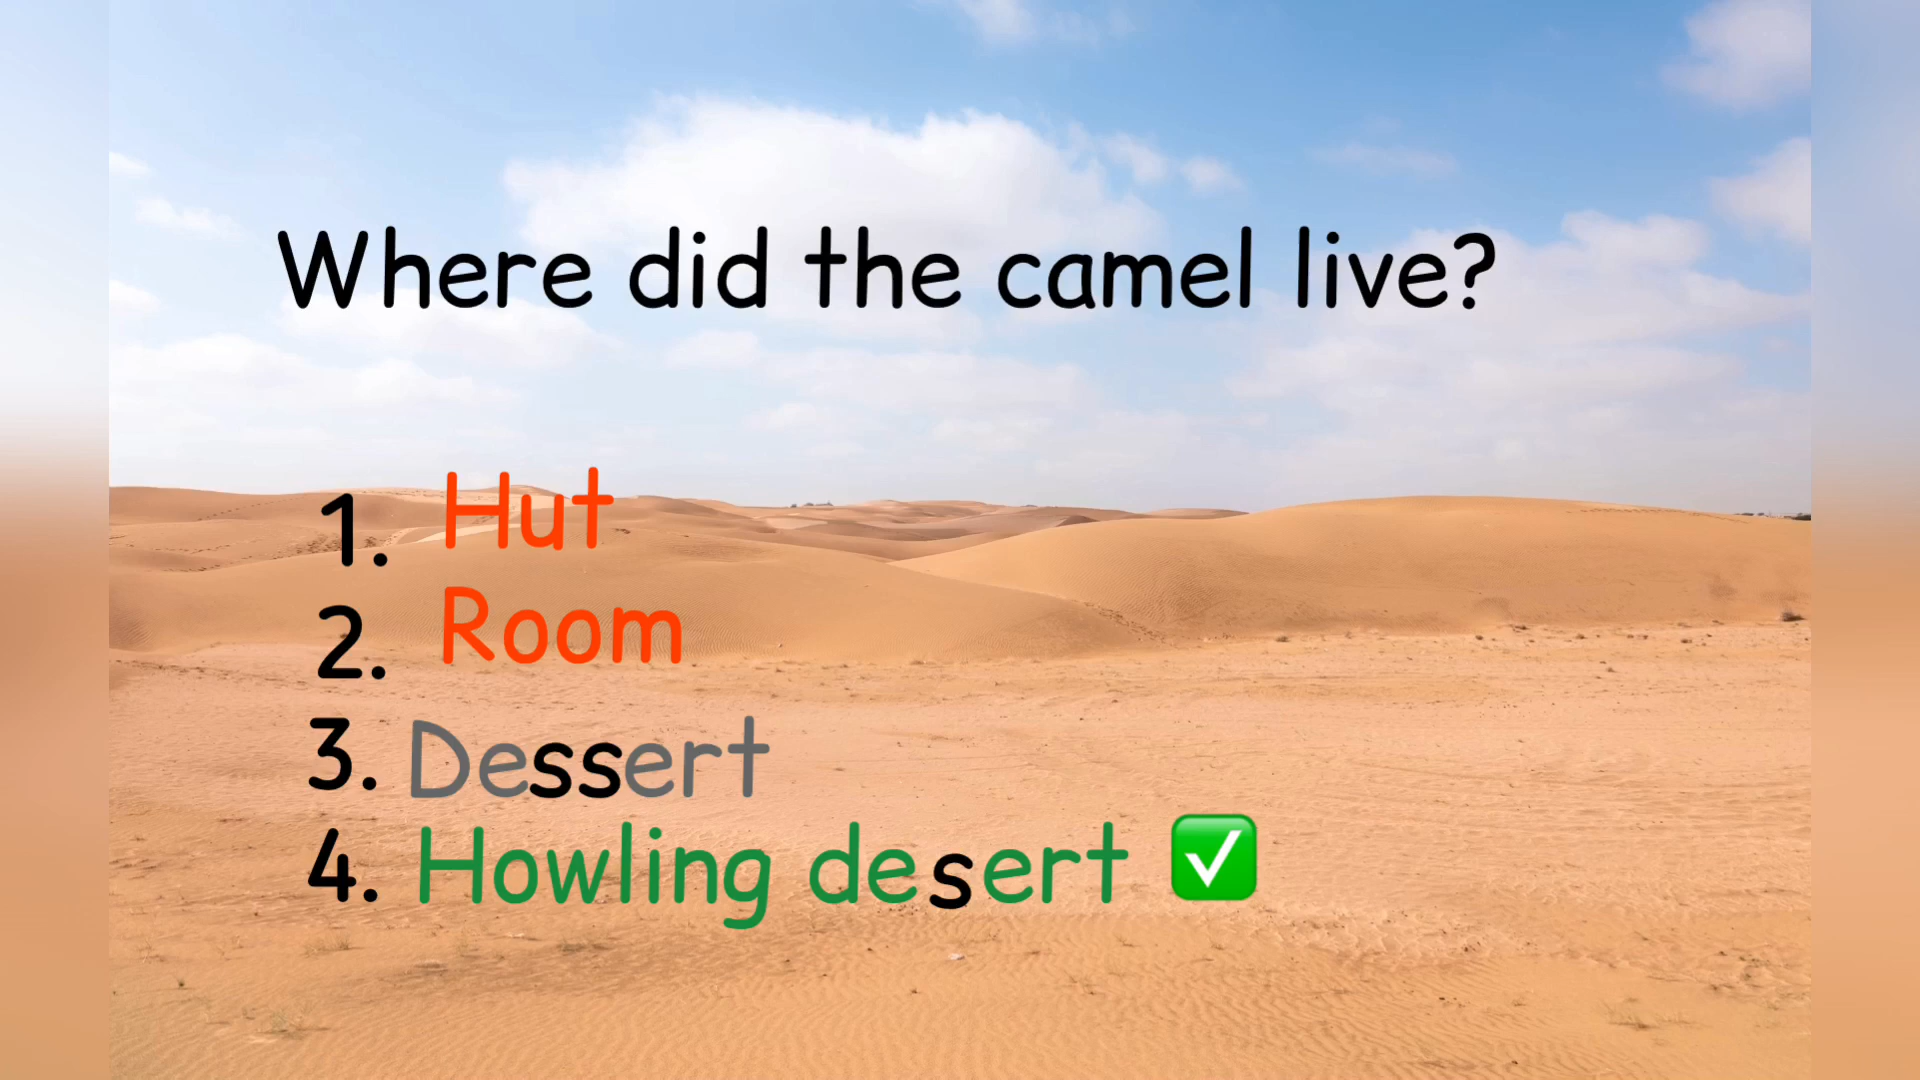 Where did the camel live?
1. Hut
2. Room
3. Dessert
4. Howling desert ✅